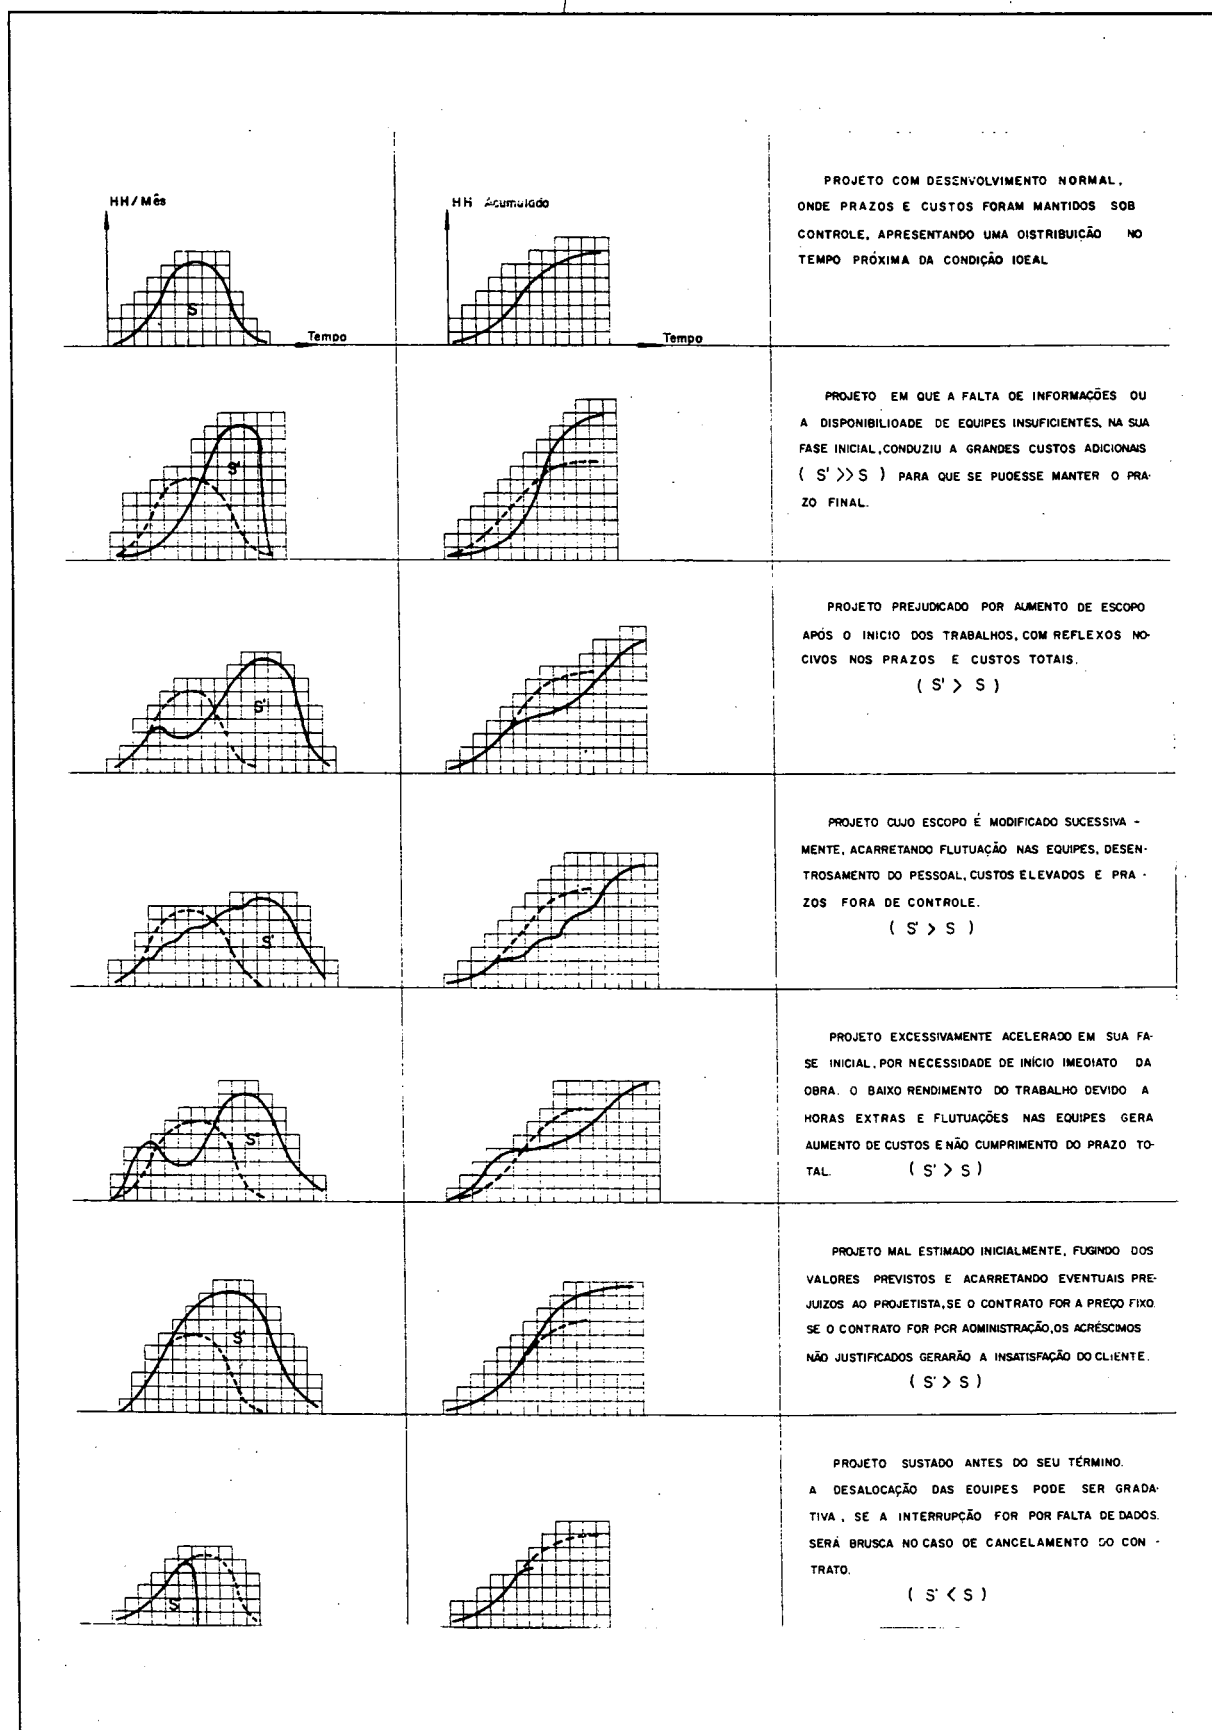 HH/Mês
S
Tempo
HH Acumulado
Tempo
PROJETO COM DESENVOLVIMENTO NORMAL,
ONDE PRAZOS E CUSTOS FORAM MANTIDOS SOB
CONTROLE, APRESENTANDO UMA DISTRIBUIÇÃO NO
TEMPO PRÓXIMA DA CONDIÇÃO IDEAL
S'
PROJETO EM QUE A FALTA DE INFORMAÇÕES OU
A DISPONIBILIDADE DE EQUIPES INSUFICIENTES, NA SUA
FASE INICIAL, CONDUZIU A GRANDES CUSTOS ADICIONAIS
( S' >> S ) PARA QUE SE PUDESSE MANTER O PRA-
ZO FINAL.
S'
PROJETO PREJUDICADO POR AUMENTO DE ESCOPO
APÓS O INICIO DOS TRABALHOS, COM REFLEXOS NO-
CIVOS NOS PRAZOS E CUSTOS TOTAIS.
( S' > S )
S'
PROJETO CUJO ESCOPO É MODIFICADO SUCESSIVA -
MENTE, ACARRETANDO FLUTUAÇÃO NAS EQUIPES, DESEN-
TROSAMENTO DO PESSOAL, CUSTOS ELEVADOS E PRA -
ZOS FORA DE CONTROLE.
( S' > S )
S'
PROJETO EXCESSIVAMENTE ACELERADO EM SUA FA-
SE INICIAL, POR NECESSIDADE DE INÍCIO IMEDIATO DA
OBRA. O BAIXO RENDIMENTO DO TRABALHO DEVIDO A
HORAS EXTRAS E FLUTUAÇÕES NAS EQUIPES GERA
AUMENTO DE CUSTOS E NÃO CUMPRIMENTO DO PRAZO TO-
TAL. ( S' > S )
S'
PROJETO MAL ESTIMADO INICIALMENTE, FUGINDO DOS
VALORES PREVISTOS E ACARRETANDO EVENTUAIS PRE-
JUIZOS AO PROJETISTA, SE O CONTRATO FOR A PREÇO FIXO.
SE O CONTRATO FOR POR ADMINISTRAÇÃO, OS ACRÉSCIMOS
NÃO JUSTIFICADOS GERARÃO A INSATISFAÇÃO DO CLIENTE.
( S' > S )
S'
PROJETO SUSTADO ANTES DO SEU TÉRMINO.
A DESALOCAÇÃO DAS EQUIPES PODE SER GRADA-
TIVA, SE A INTERRUPÇÃO FOR POR FALTA DE DADOS.
SERÁ BRUSCA NO CASO DE CANCELAMENTO DO CON -
TRATO.
( S' < S )